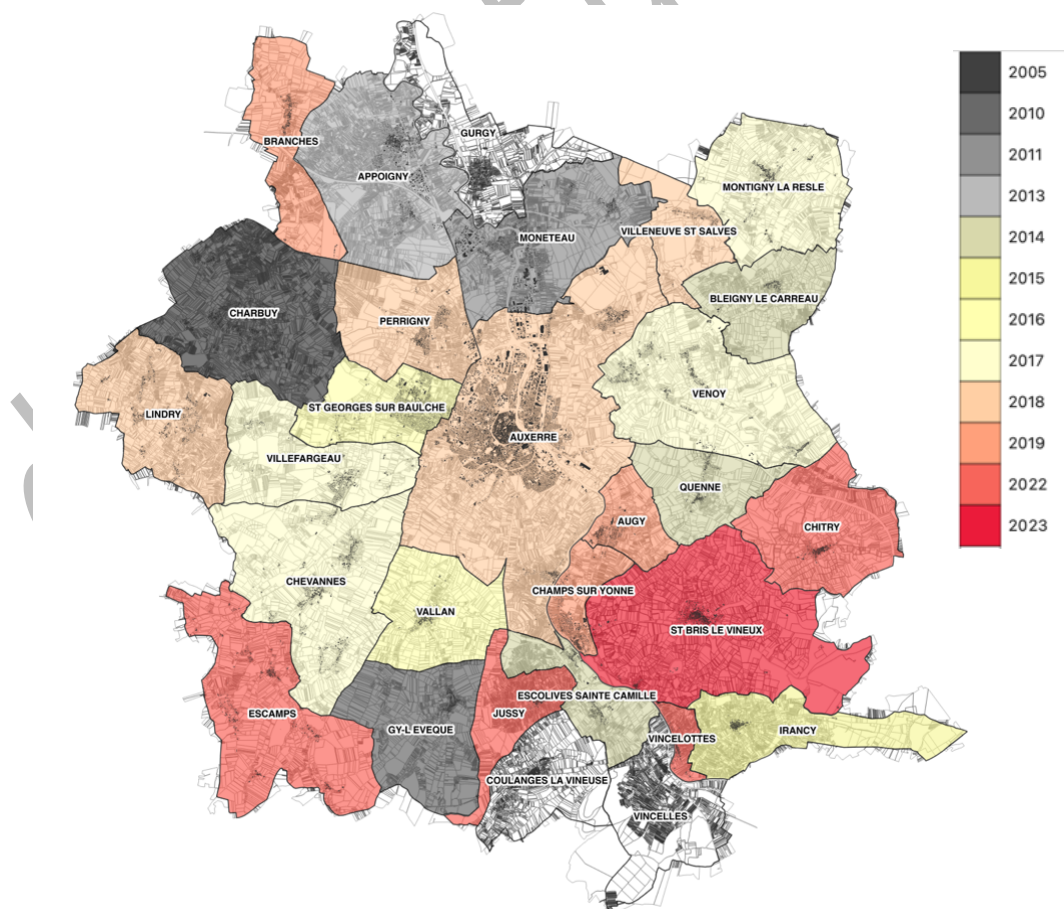 2005
2010
2011
2013
2014
2015
2016
2017
2018
2019
2022
2023
BRANCHES
APPOIGNY
GURGY
MONTIGNY LA RESLE
MONETEAU
VILLENEUVE ST SALVES
BLEIGNY LE CARREAU
CHARBUY
PERRIGNY
VENOY
LINDRY
ST GEORGES SUR BAULCHE
AUXERRE
VILLEFARGEAU
QUENNE
AUGY
CHITRY
CHEVANNES
VALLAN
CHAMPS SUR YONNE
ST BRIS LE VINEUX
ESCAMPS
GY-L EVEQUE
JUSSY
ESCOLIVES SAINTE CAMILLE
VINCELOTTES
IRANCY
COULANGES LA VINEUSE
VINCELLES